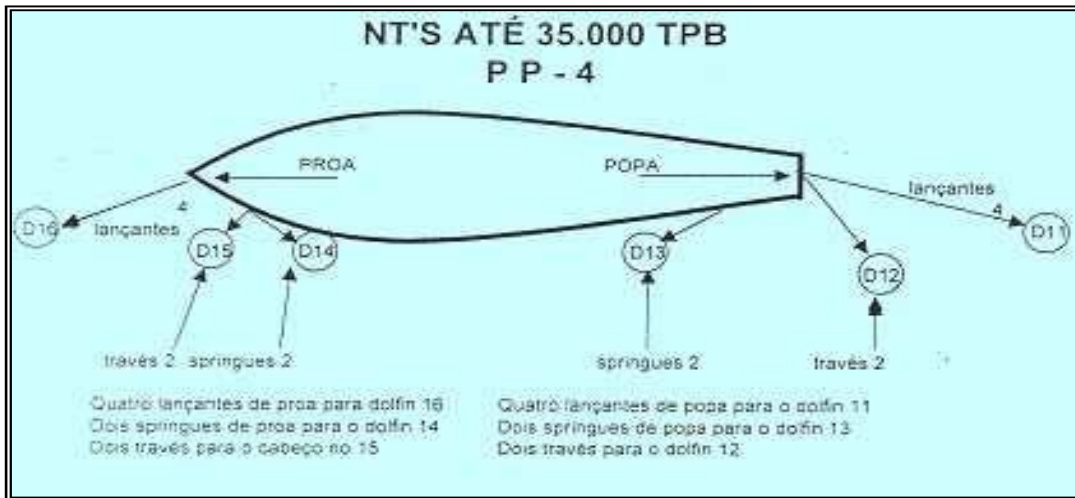 NT'S ATÉ 35.000 TPB
P P - 4
PROA
POPA
lançantes
4
D16
lançantes
4
D15
D14
D13
D12
D11
través 2 springues 2
springues 2
través 2
Quatro lançantes de proa para dolfin 16
Dois springues de proa para o dolfin 14
Dois través para o cabeço no 15
Quatro lançantes de popa para o dolfin 11
Dois springues de popa para o dolfin 13
Dois través para o dolfin 12